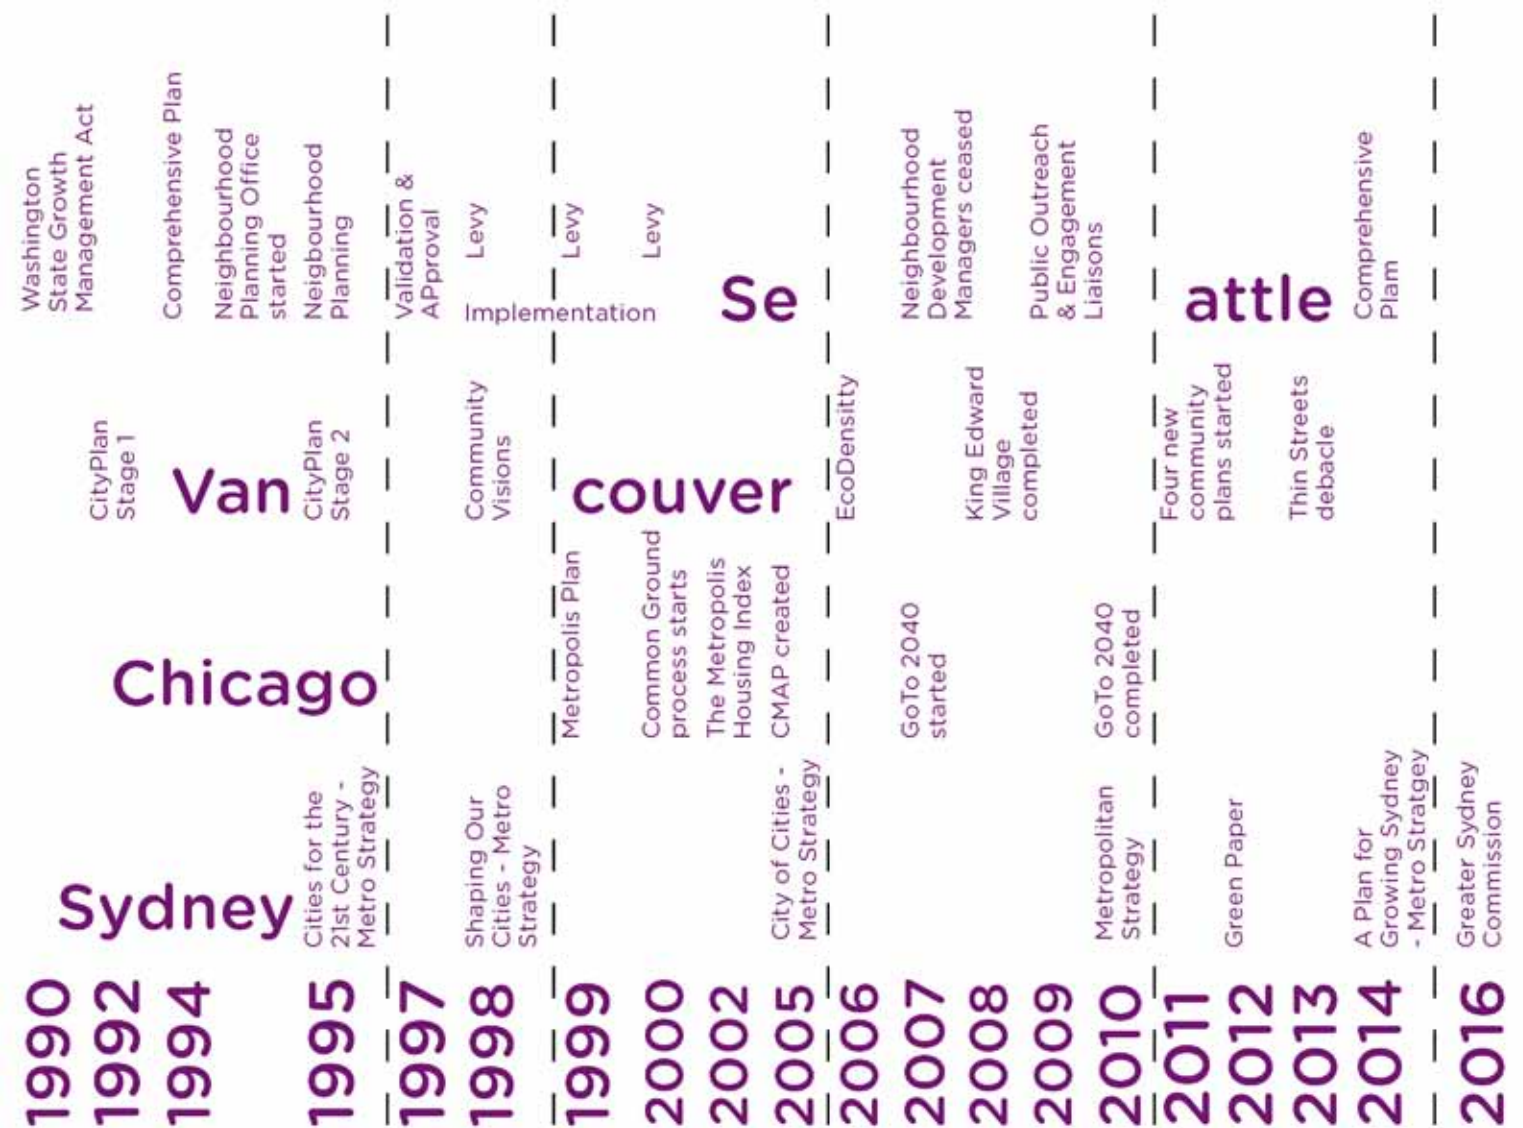 Washington
State Growth
Management Act
Comprehensive Plan
Neighbourhood
Planning Office
started
Neigbourhood
Planning
Validation &
APproval
Levy
Levy
Levy
Implementation
Se
Neighbourhood
Development
Managers ceased
Public Outreach
& Engagement
Liaisons
attle
Comprehensive
Plam
CityPlan
Stage 1
Van
CityPlan
Stage 2
Community
Visions
couver
EcoDensitty
King Edward
Village
completed
Four new
community
plans started
Thin Streets
debacle
Chicago
Metropolis Plan
Common Ground
process starts
The Metropolis
Housing Index
CMAP created
GoTo 2040
started
GoTo 2040
completed
Sydney
Cities for the
21st Century -
Metro Strategy
Shaping Our
Cities - Metro
Strategy
City of Cities -
Metro Strategy
Metropolitan
Strategy
Green Paper
A Plan for
Growing Sydney
- Metro Stratgey
Greater Sydney
Commission
1990
1992
1994
1995
1997
1998
1999
2000
2002
2005
2006
2007
2008
2009
2010
2011
2012
2013
2014
2016